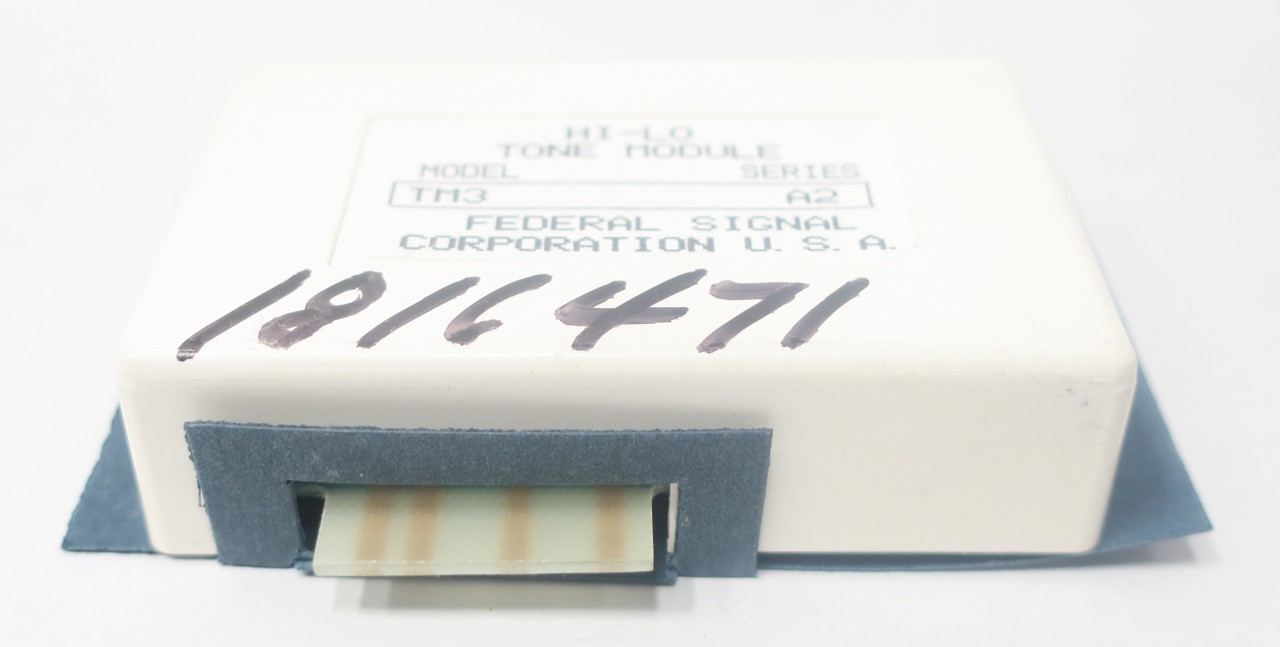 HI-LO
TONE MODULE
MODEL SERIES
TM3 A2
FEDERAL SIGNAL
CORPORATION U.S.A.
1816471